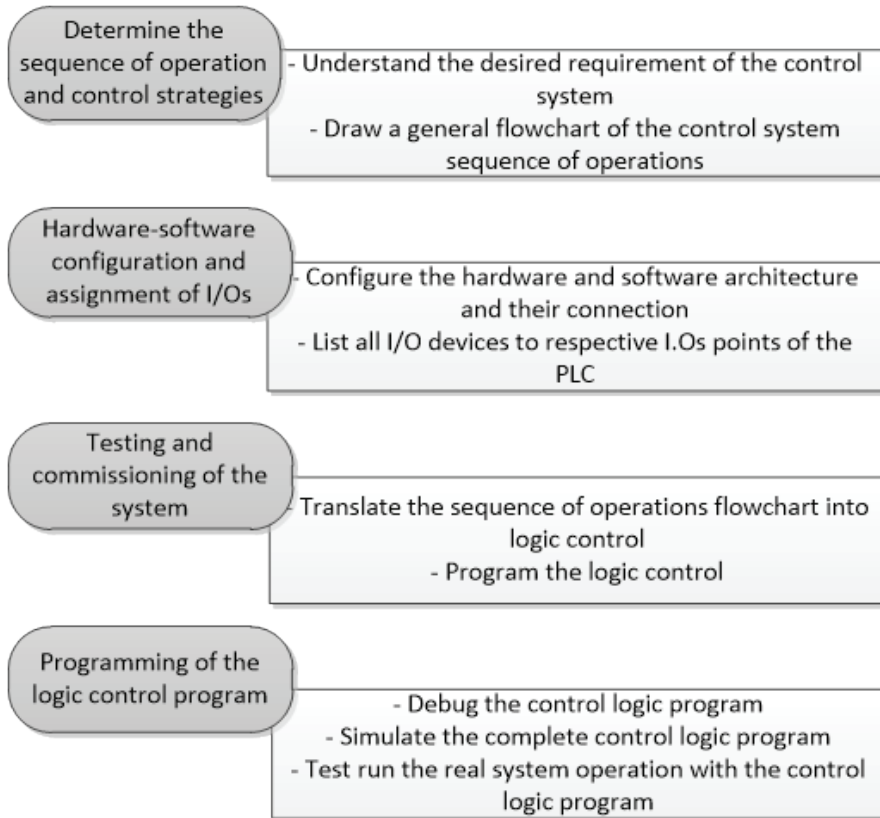 Determine the
sequence of operation
and control strategies
- Understand the desired requirement of the control
system
- Draw a general flowchart of the control system
sequence of operations
Hardware-software
configuration and
assignment of I/Os
- Configure the hardware and software architecture
and their connection
- List all I/O devices to respective I.Os points of the
PLC
Testing and
commissioning of the
system
- Translate the sequence of operations flowchart into
logic control
- Program the logic control
Programming of the
logic control program
- Debug the control logic program
- Simulate the complete control logic program
- Test run the real system operation with the control
logic program